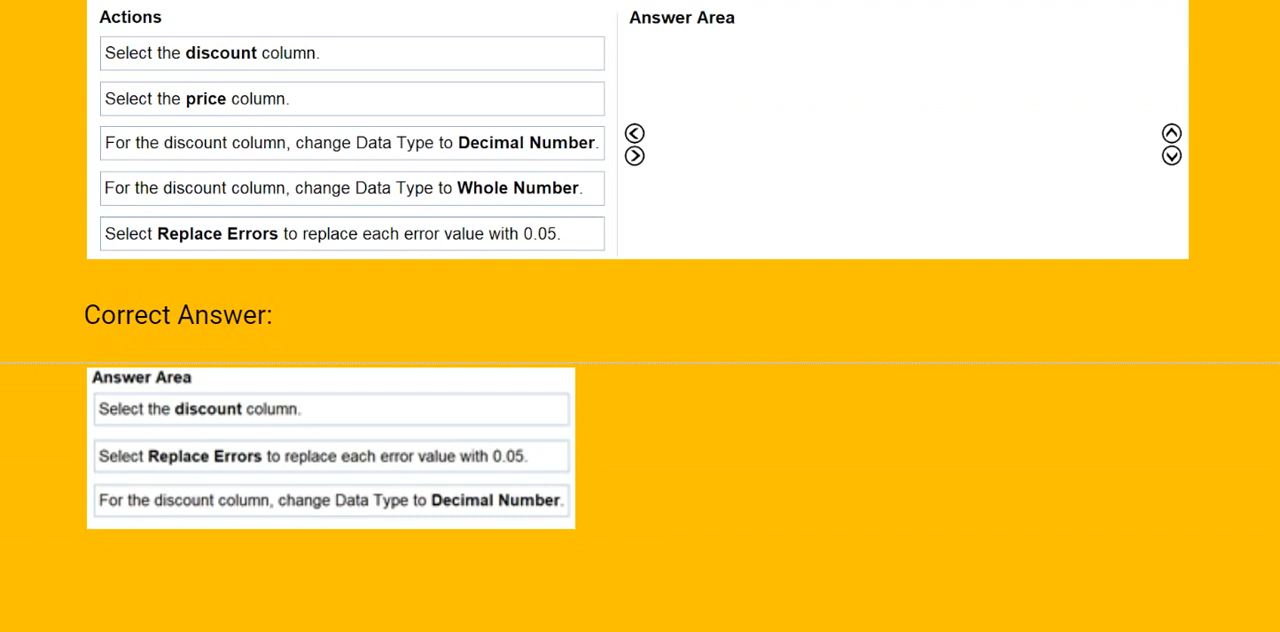 Actions
Select the discount column.
Select the price column.
For the discount column, change Data Type to Decimal Number.
For the discount column, change Data Type to Whole Number.
Select Replace Errors to replace each error value with 0.05.
Answer Area
Correct Answer:
Answer Area
Select the discount column.
Select Replace Errors to replace each error value with 0.05.
For the discount column, change Data Type to Decimal Number.